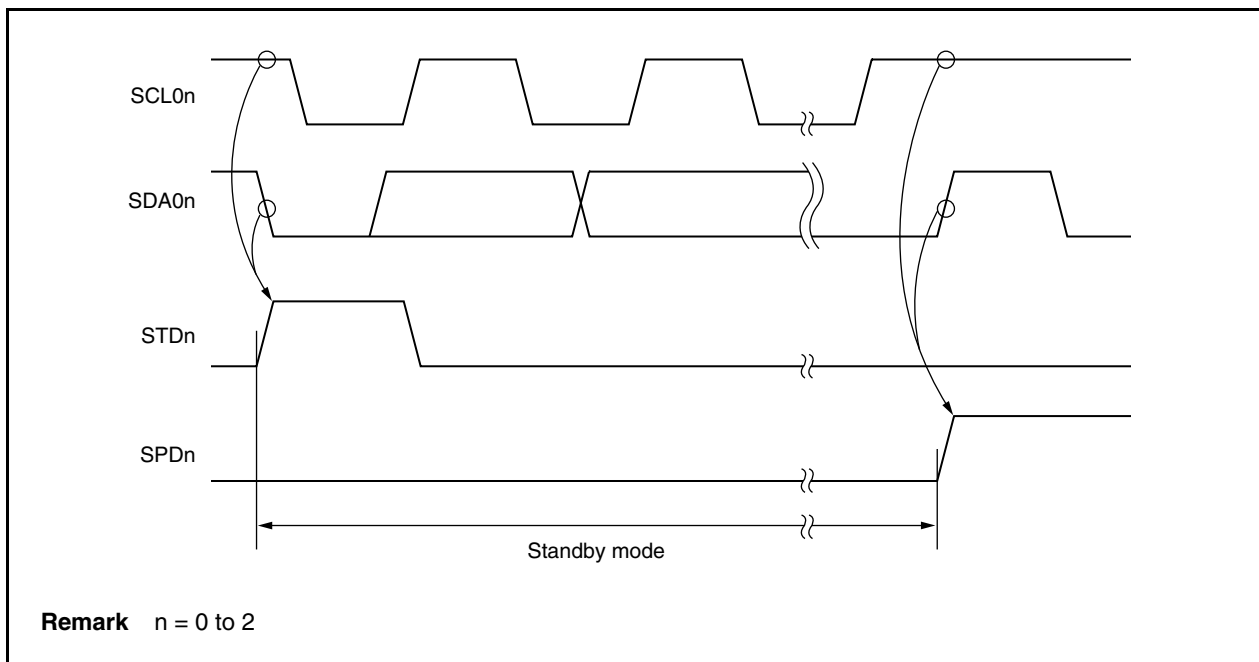 SCL0n
SDA0n
STDn
SPDn
Standby mode
Remark n = 0 to 2